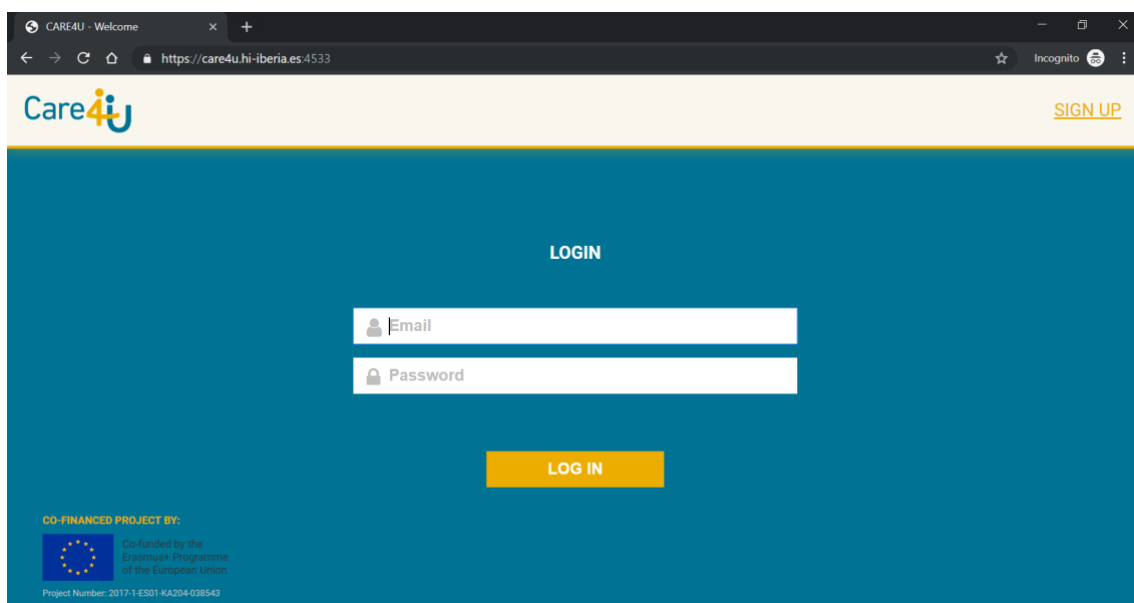 CARE4U - Welcome
https://care4u.hi-iberia.es:4533
Incognito
Care4U
SIGN UP
LOGIN
Email
Password
LOG IN
CO-FINANCED PROJECT BY:
Co-funded by the
Erasmus+ Programme
of the European Union
Project Number: 2017-1-ES01-KA204-038543